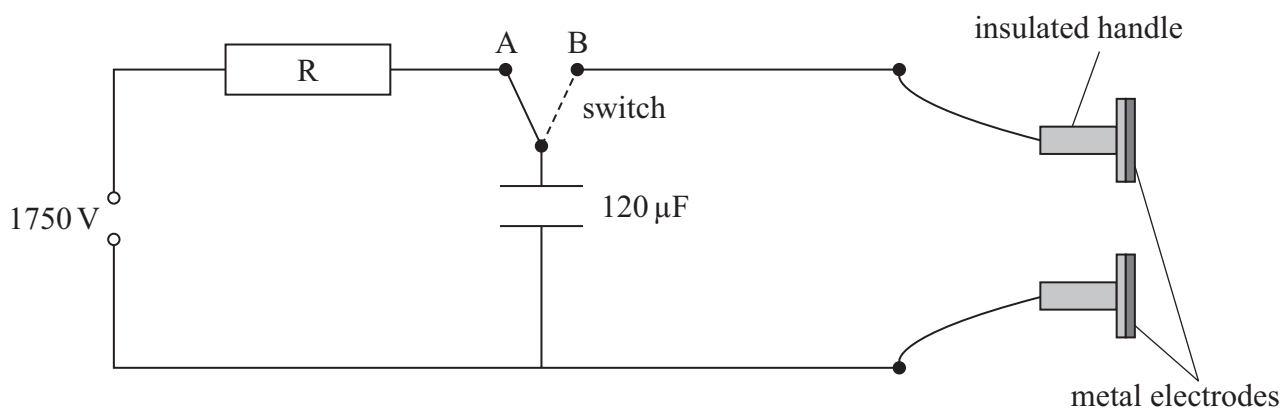 insulated handle
A
B
R
switch
1750 V
120 µF
metal electrodes